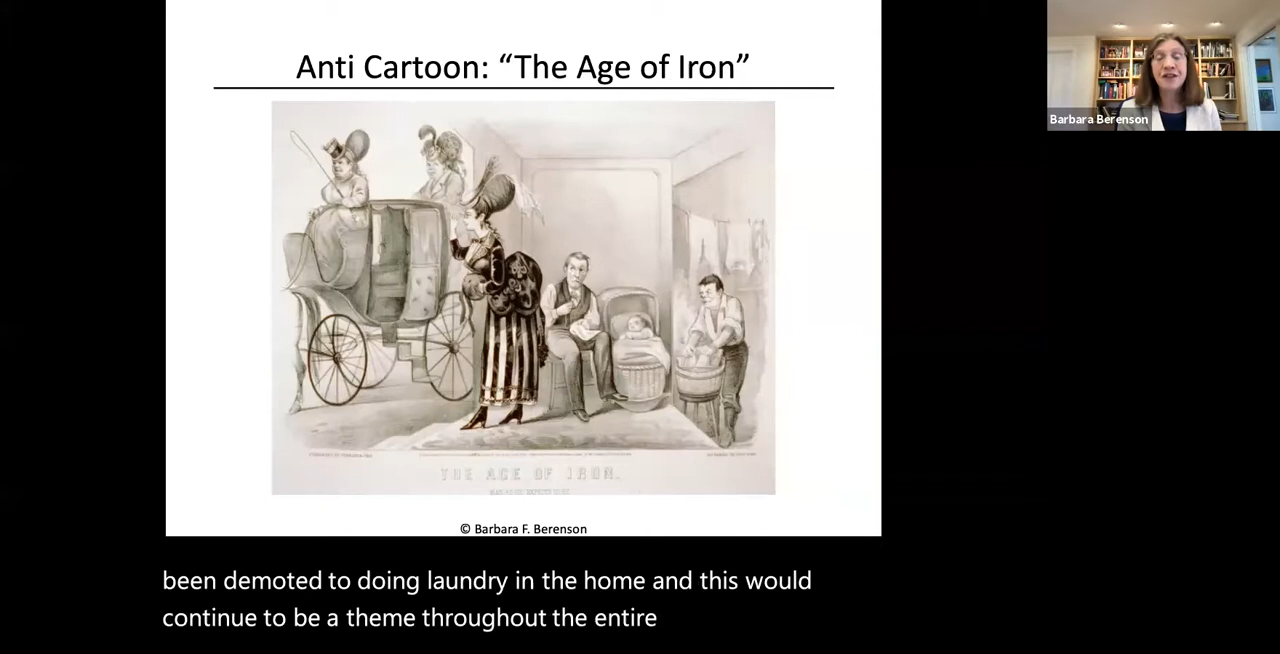 Anti Cartoon: “The Age of Iron”
Barbara Berenson
THE AGE OF IRON.
© Barbara F. Berenson
been demoted to doing laundry in the home and this would
continue to be a theme throughout the entire